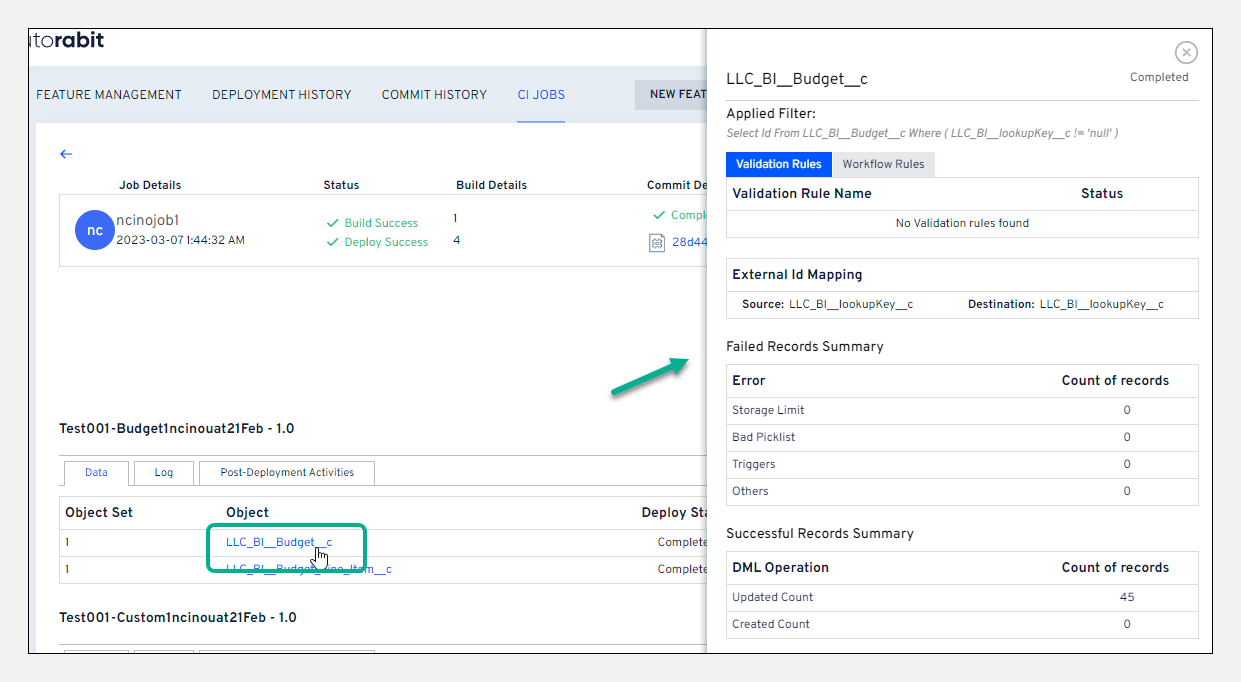 utorabit
FEATURE MANAGEMENT DEPLOYMENT HISTORY COMMIT HISTORY CI JOBS NEW FEAT
Job Details Status Build Details Commit De
nc ncinojob1 Build Success 1 Comple
2023-03-07 1:44:32 AM Deploy Success 4 28d44
Test001-Budget1ncinouat21Feb - 1.0
Data Log Post-Deployment Activities
Object Set Object Deploy Sta
1 LLC_BI__Budget__c Complete
1 LLC_BI__Budget_Line_Item__c Complete
Test001-Custom1ncinouat21Feb - 1.0
LLC_BI__Budget__c Completed
Applied Filter:
Select Id From LLC_BI__Budget__c Where ( LLC_BI__lookupKey__c != 'null' )
Validation Rules Workflow Rules
Validation Rule Name Status
No Validation rules found
External Id Mapping
Source: LLC_BI__lookupKey__c Destination: LLC_BI__lookupKey__c
Failed Records Summary
Error Count of records
Storage Limit 0
Bad Picklist 0
Triggers 0
Others 0
Successful Records Summary
DML Operation Count of records
Updated Count 45
Created Count 0